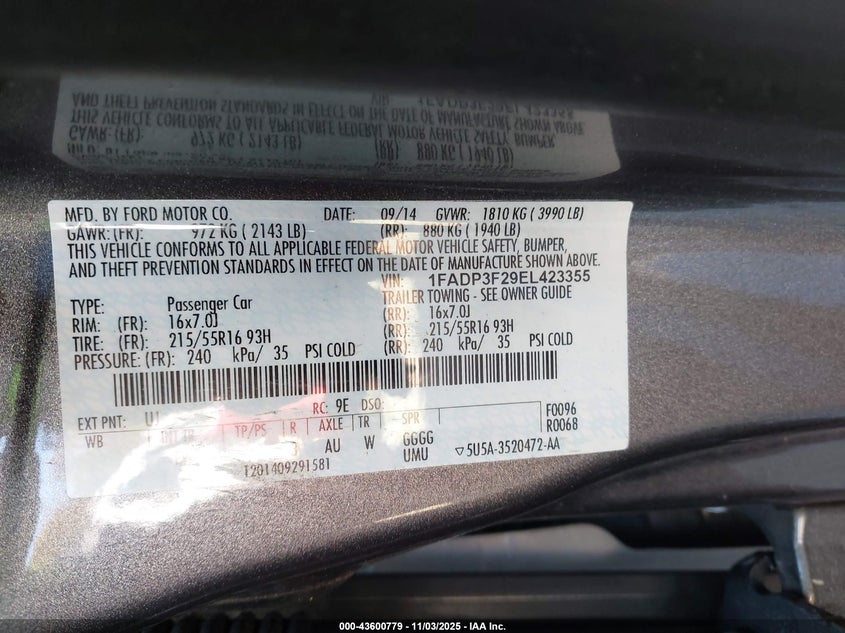 MFD. BY FORD MOTOR CO. DATE: 09/14 GVWR: 1810 KG ( 3990 LB)
GAWR: (FR): 972 KG ( 2143 LB) (RR): 880 KG ( 1940 LB)
THIS VEHICLE CONFORMS TO ALL APPLICABLE FEDERAL MOTOR VEHICLE SAFETY, BUMPER,
AND THEFT PREVENTION STANDARDS IN EFFECT ON THE DATE OF MANUFACTURE SHOWN ABOVE.
VIN: 1FADP3F29EL423355
TYPE: Passenger Car TRAILER TOWING - SEE OWNER GUIDE
RIM: (FR): 16x7.0J (RR): 16x7.0J
TIRE: (FR): 215/55R16 93H (RR): 215/55R16 93H
PRESSURE: (FR): 240 kPa/ 35 PSI COLD (RR): 240 kPa/ 35 PSI COLD
RC: 9E DSO: F0096
EXT PNT: UJ R0068
WB INT TR TP/PS R AXLE TR SPR
AU W GGGG
UMU 5U5A-3520472-AA
1201409291581
000-43600779 - 11/03/2025 - IAA Inc.